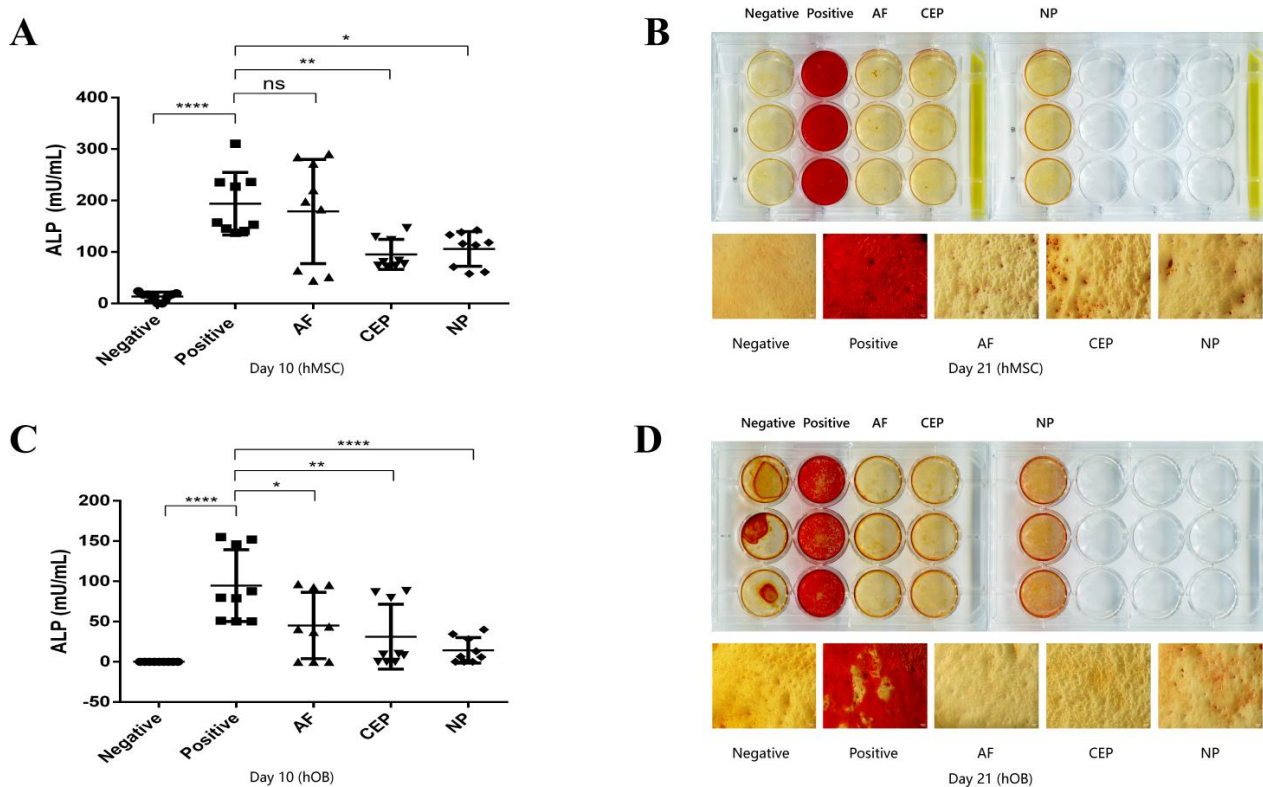 A
*
**
ns
****
ALP (mU/mL)
400
300
200
100
0
Negative
Positive
AF
CEP
NP
Day 10 (hMSC)
B
Negative Positive AF CEP NP
Negative Positive AF CEP NP
Day 21 (hMSC)
C
****
**
*
****
ALP (mU/mL)
200
150
100
50
0
-50
Negative
Positive
AF
CEP
NP
Day 10 (hOB)
D
Negative Positive AF CEP NP
Negative Positive AF CEP NP
Day 21 (hOB)